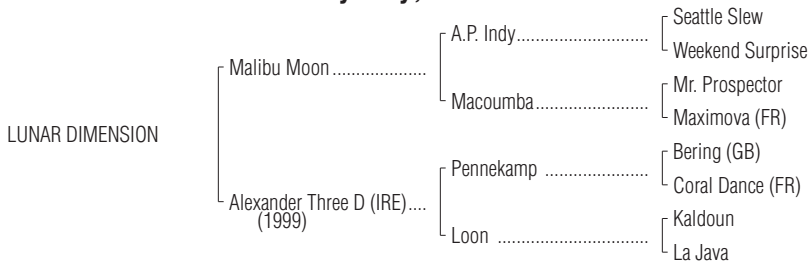 Seattle Slew
A.P. Indy
Weekend Surprise
Malibu Moon
Mr. Prospector
Macoumba
Maximova (FR)
LUNAR DIMENSION
Bering (GB)
Pennekamp
Coral Dance (FR)
Alexander Three D (IRE)
(1999)
Kaldoun
Loon
La Java